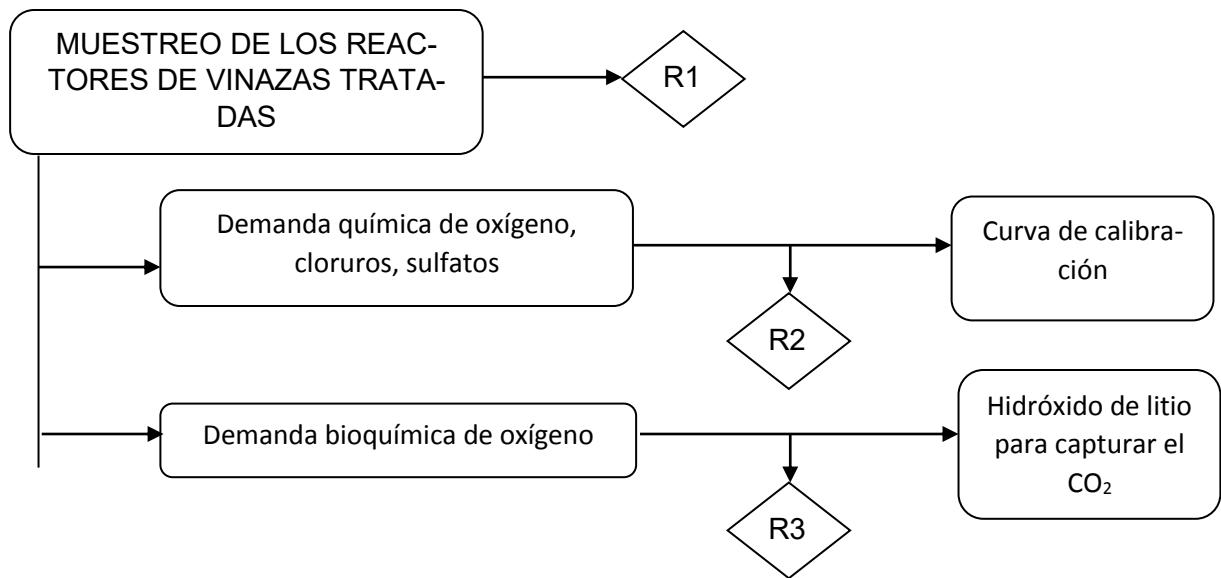 MUESTREO DE LOS REAC-
TORES DE VINAZAS TRATA-
DAS
R1
Demanda química de oxígeno,
cloruros, sulfatos
Curva de calibra-
ción
R2
Demanda bioquímica de oxígeno
Hidróxido de litio
para capturar el
CO₂
R3